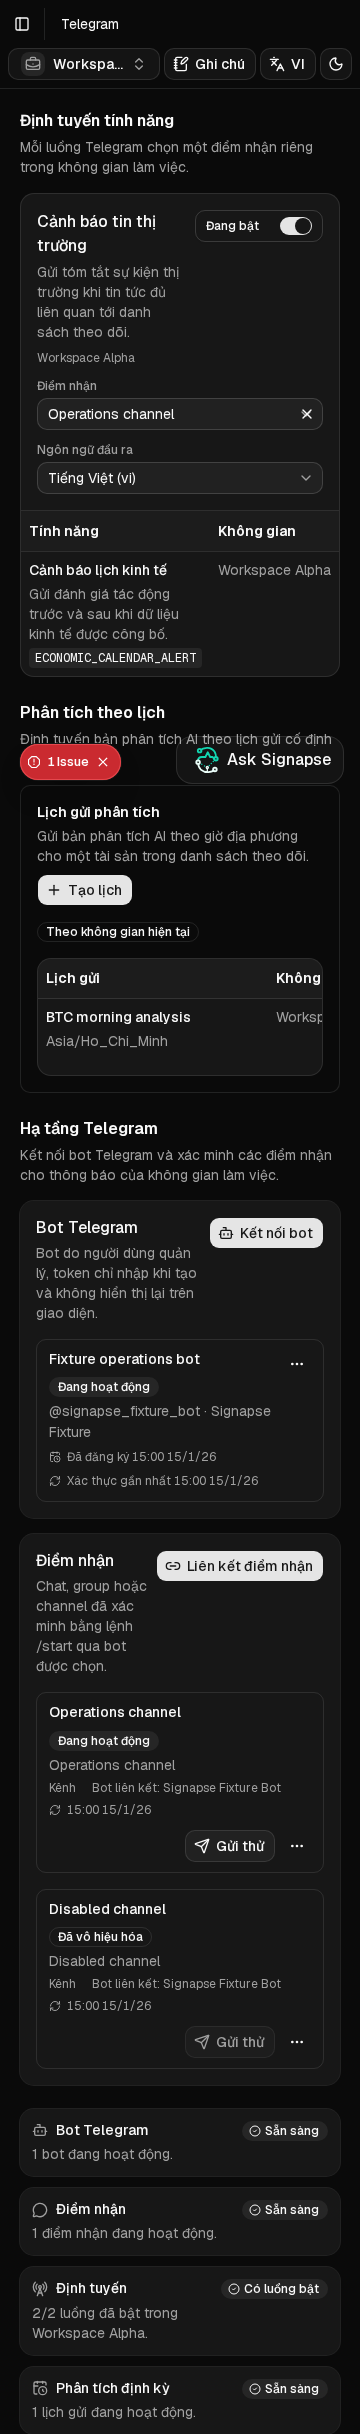 Telegram
Workspa...
Ghi chú
VI
Định tuyến tính năng
Mỗi luồng Telegram chọn một điểm nhận riêng
trong không gian làm việc.
Cảnh báo tin thị
trường
Đang bật
Gửi tóm tắt sự kiện thị
trường khi tin tức đủ
liên quan tới danh
sách theo dõi.
Workspace Alpha
Điểm nhận
Operations channel
Ngôn ngữ đầu ra
Tiếng Việt (vi)
Tính năng
Không gian
Cảnh báo lịch kinh tế
Workspace Alpha
Gửi đánh giá tác động
trước và sau khi dữ liệu
kinh tế được công bố.
ECONOMIC_CALENDAR_ALERT
Phân tích theo lịch
Định tuyến bản phân tích AI theo lịch gửi cố định
1 Issue
Ask Signapse
Lịch gửi phân tích
Gửi bản phân tích AI theo giờ địa phương
cho một tài sản trong danh sách theo dõi.
Tạo lịch
Theo không gian hiện tại
Lịch gửi
Không
BTC morning analysis
Worksp
Asia/Ho_Chi_Minh
Hạ tầng Telegram
Kết nối bot Telegram và xác minh các điểm nhận
cho thông báo của không gian làm việc.
Bot Telegram
Kết nối bot
Bot do người dùng quản
lý, token chỉ nhập khi tạo
và không hiển thị lại trên
giao diện.
Fixture operations bot
Đang hoạt động
@signapse_fixture_bot · Signapse
Fixture
Đã đăng ký 15:00 15/1/26
Xác thực gần nhất 15:00 15/1/26
Điểm nhận
Liên kết điểm nhận
Chat, group hoặc
channel đã xác
minh bằng lệnh
/start qua bot
được chọn.
Operations channel
Đang hoạt động
Operations channel
Kênh
Bot liên kết: Signapse Fixture Bot
15:00 15/1/26
Gửi thử
Disabled channel
Đã vô hiệu hóa
Disabled channel
Kênh
Bot liên kết: Signapse Fixture Bot
15:00 15/1/26
Gửi thử
Bot Telegram
Sẵn sàng
1 bot đang hoạt động.
Điểm nhận
Sẵn sàng
1 điểm nhận đang hoạt động.
Định tuyến
Có luồng bật
2/2 luồng đã bật trong
Workspace Alpha.
Phân tích định kỳ
Sẵn sàng
1 lịch gửi đang hoạt động.